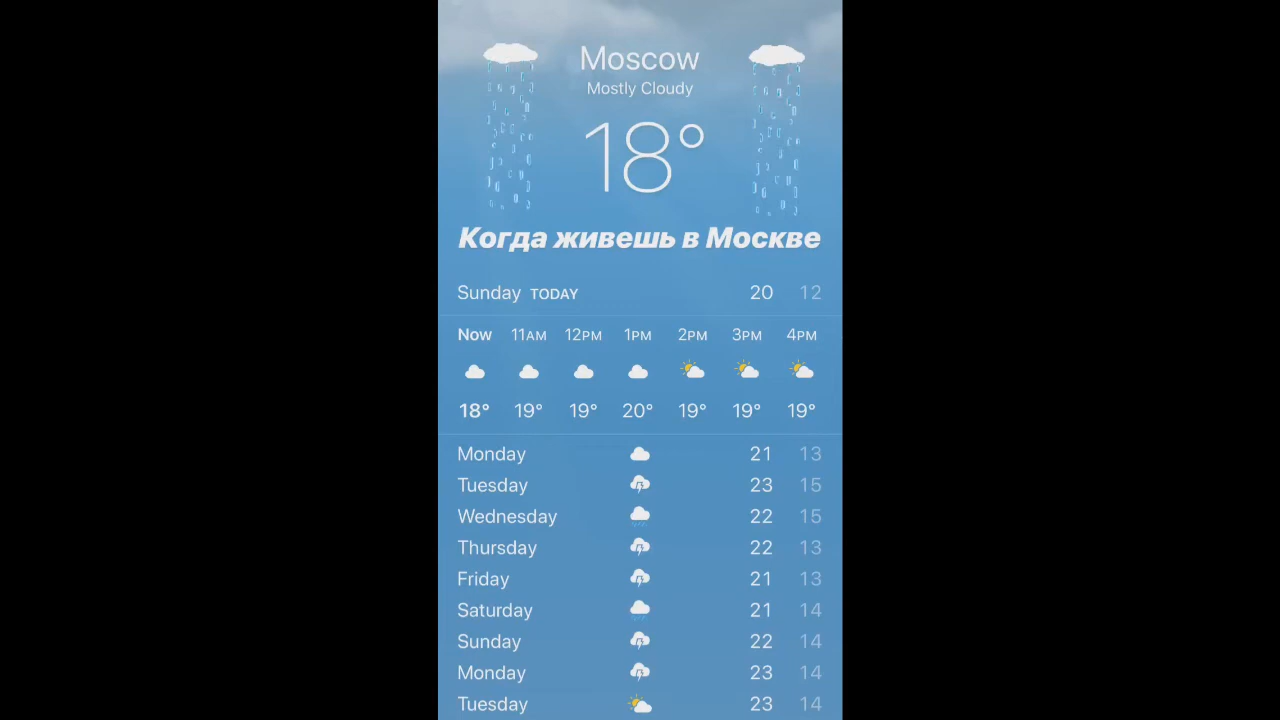 Moscow
Mostly Cloudy
18°
Когда живешь в Москве
Sunday TODAY 20 12
Now 11AM 12PM 1PM 2PM 3PM 4PM
18° 19° 19° 20° 19° 19° 19°
Monday 21 13
Tuesday 23 15
Wednesday 22 15
Thursday 22 13
Friday 21 13
Saturday 21 14
Sunday 22 14
Monday 23 14
Tuesday 23 14